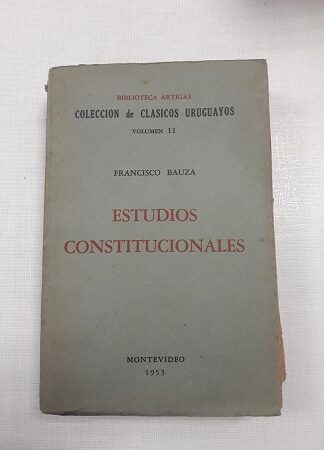 BIBLIOTECA ARTIGAS
COLECCION de CLASICOS URUGUAYOS
VOLUMEN 11
FRANCISCO BAUZA
ESTUDIOS
CONSTITUCIONALES
MONTEVIDEO
1953